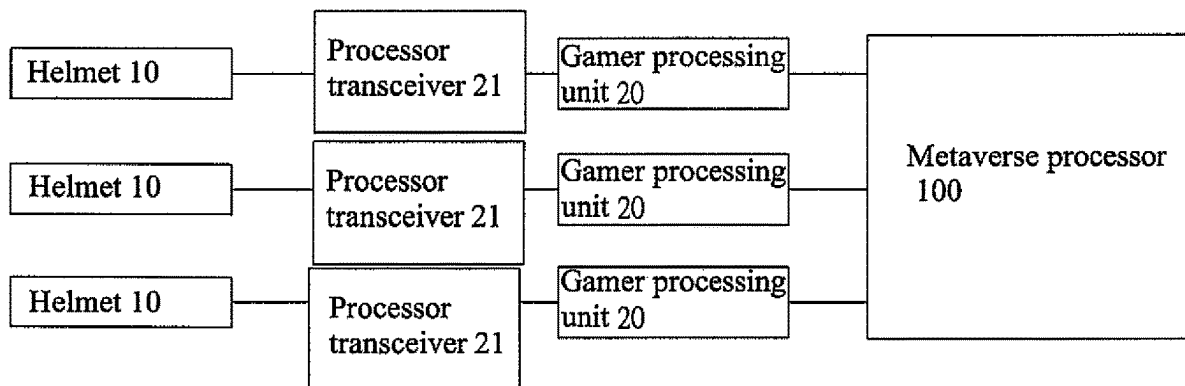 Helmet 10
Processor
transceiver 21
Gamer processing
unit 20
Metaverse processor
100
Helmet 10
Processor
transceiver 21
Gamer processing
unit 20
Helmet 10
Processor
transceiver 21
Gamer processing
unit 20